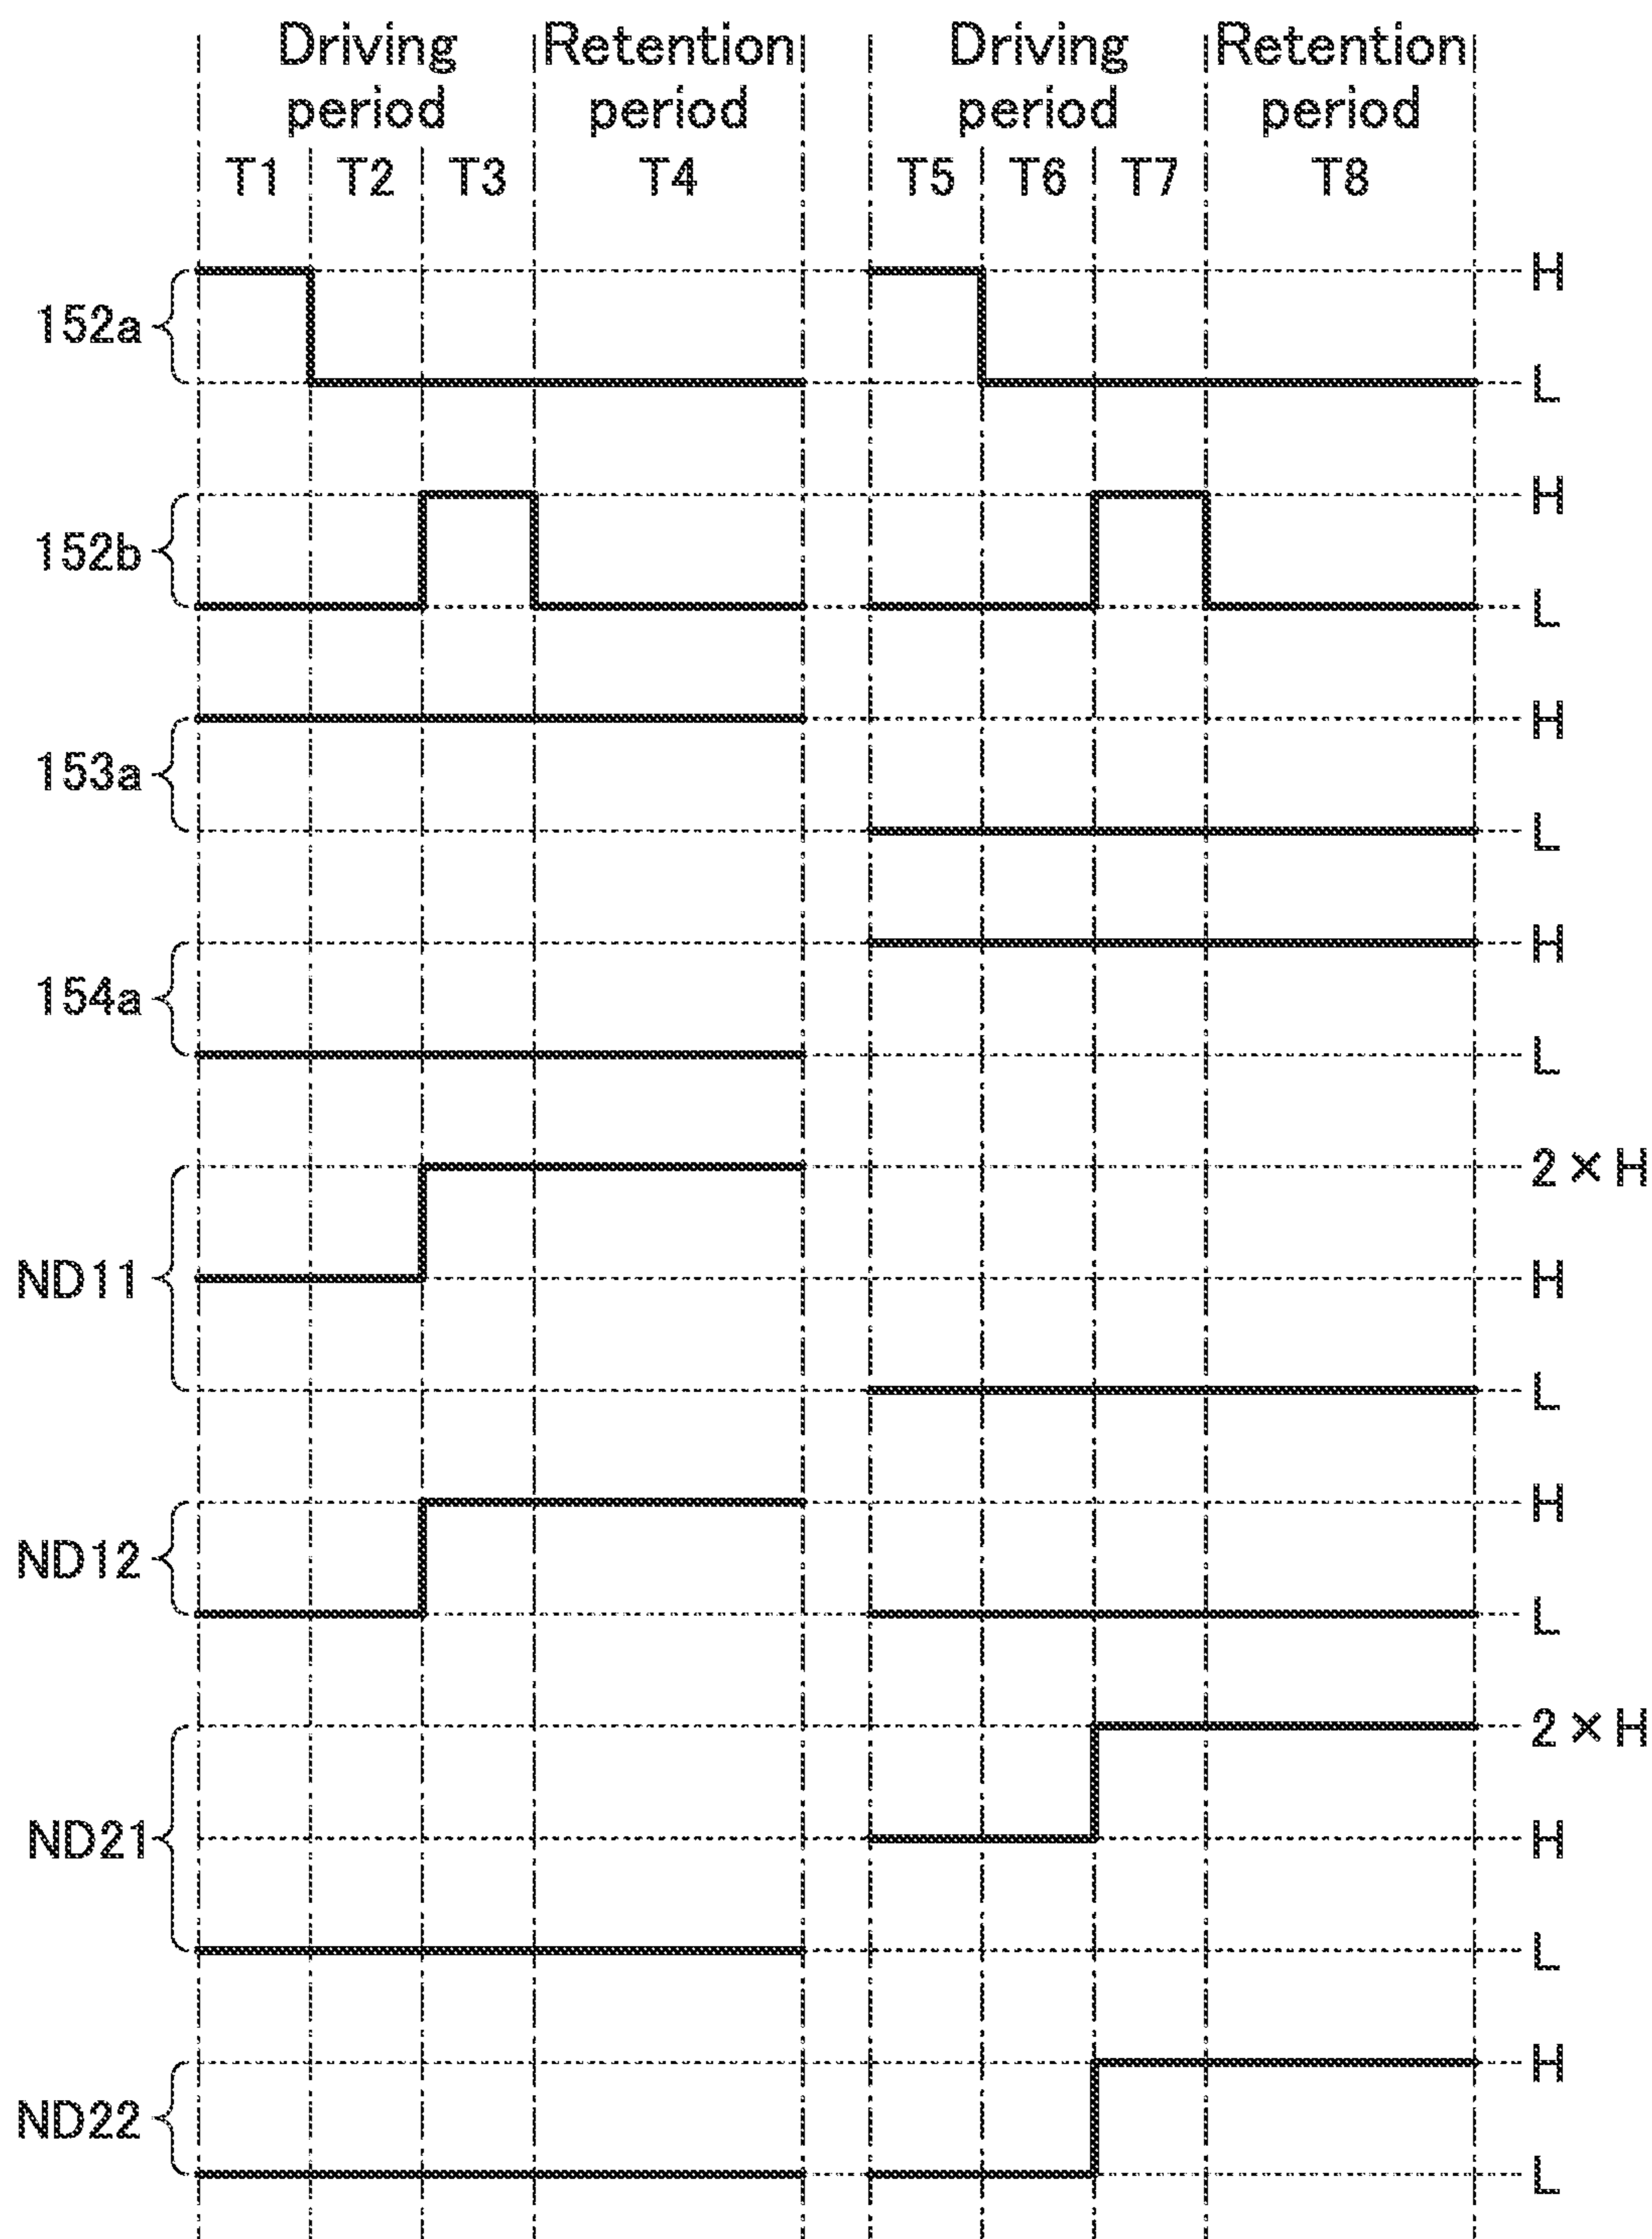 Driving Retention Driving Retention
period period period period
T1 T2 T3 T4 T5 T6 T7 T8
H
152a
L
H
152b
L
H
153a
L
H
154a
L
2 × H
ND11 H
L
H
ND12
L
2 × H
ND21 H
L
H
ND22
L